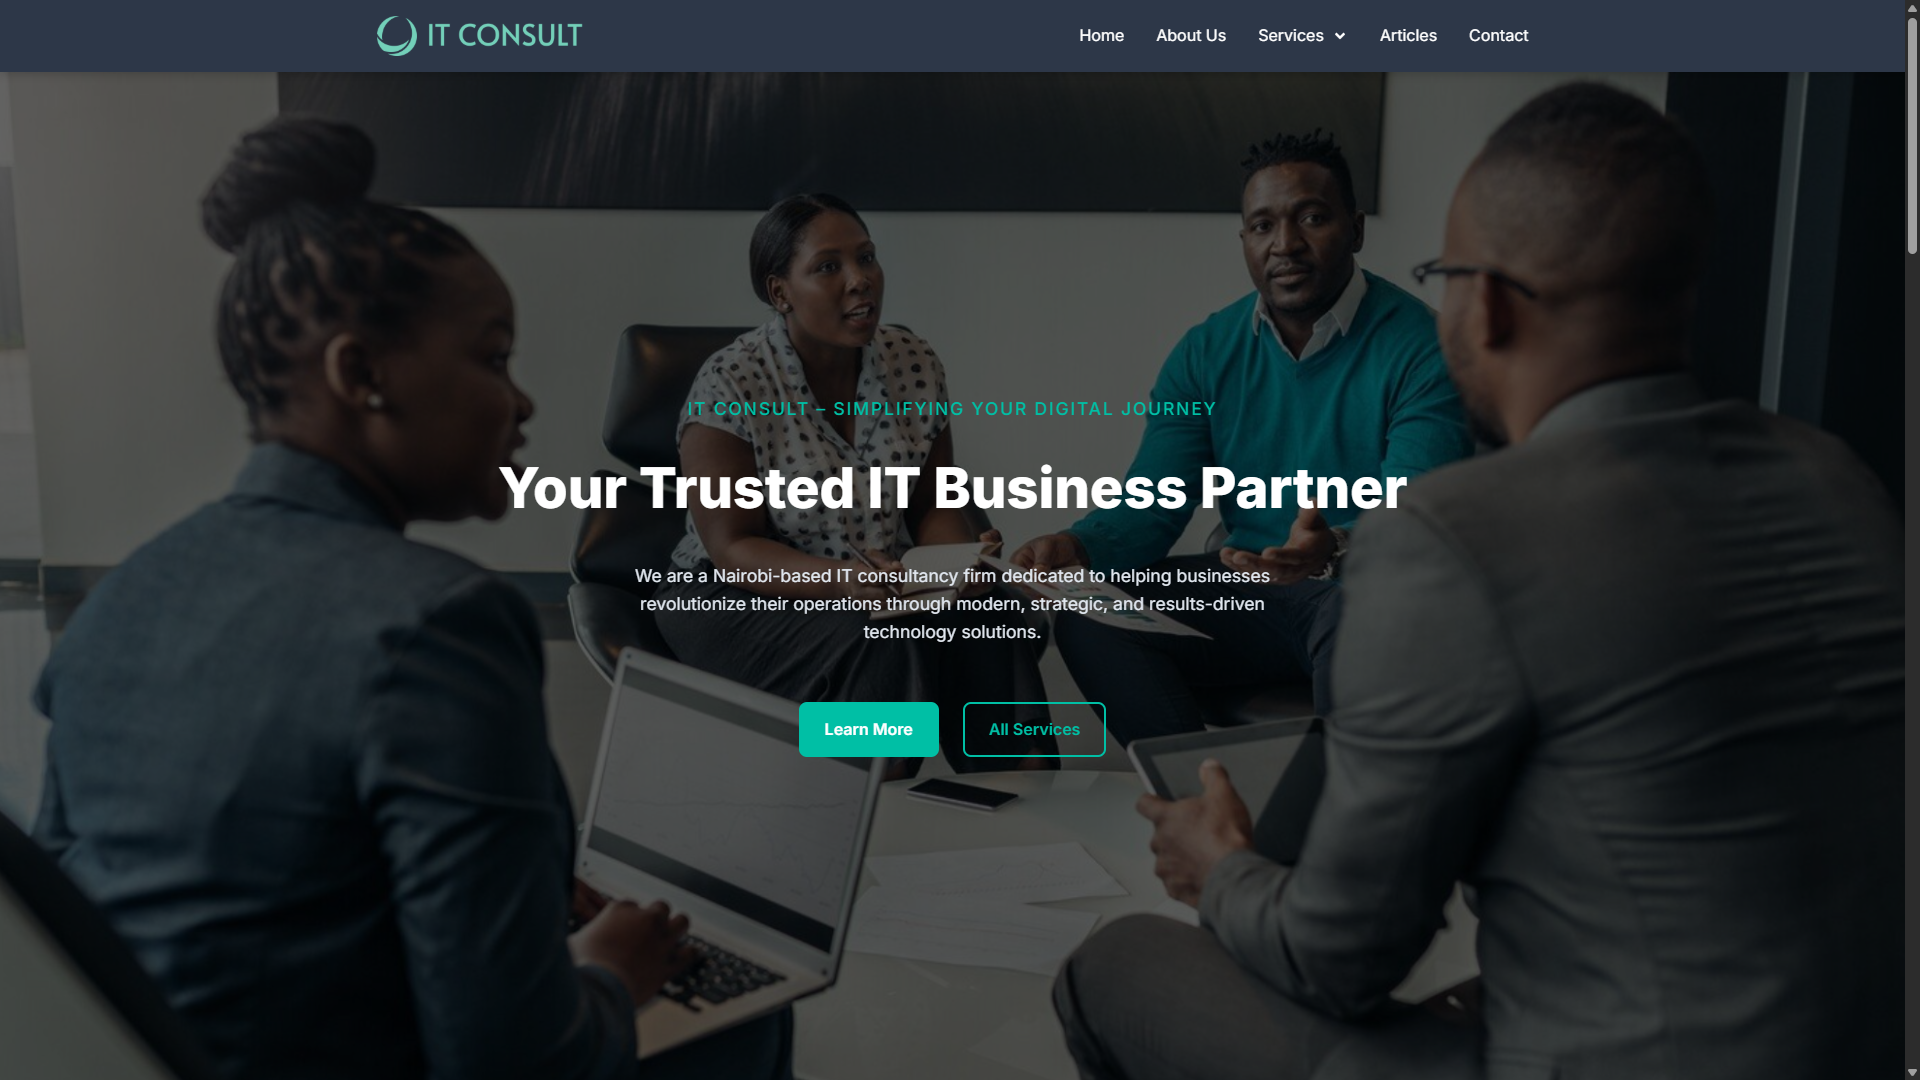 IT CONSULT
Home
About Us
Services
Articles
Contact
IT CONSULT – SIMPLIFYING YOUR DIGITAL JOURNEY
Your Trusted IT Business Partner
We are a Nairobi-based IT consultancy firm dedicated to helping businesses
revolutionize their operations through modern, strategic, and results-driven
technology solutions.
Learn More
All Services